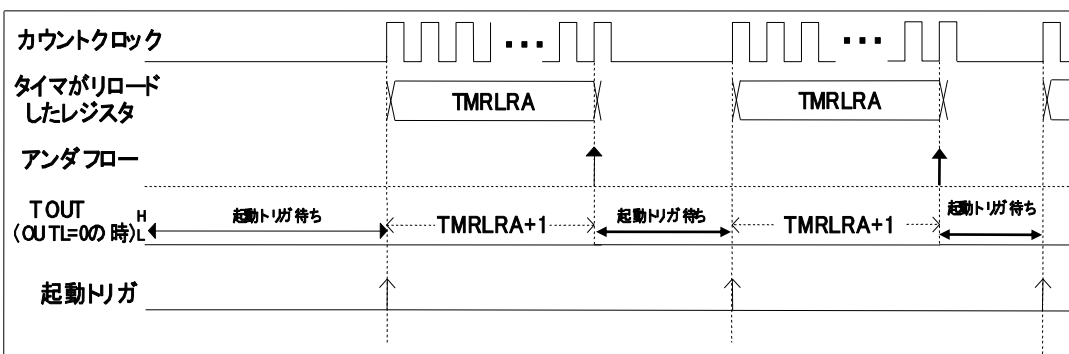 カウントクロック
タイマがリロード
したレジスタ
TMRLRA
TMRLRA
アンダフロー
TOUT
(OUTL=0の時)
H
L
起動トリガ待ち
TMRLRA+1
起動トリガ待ち
TMRLRA+1
起動トリガ待ち
起動トリガ